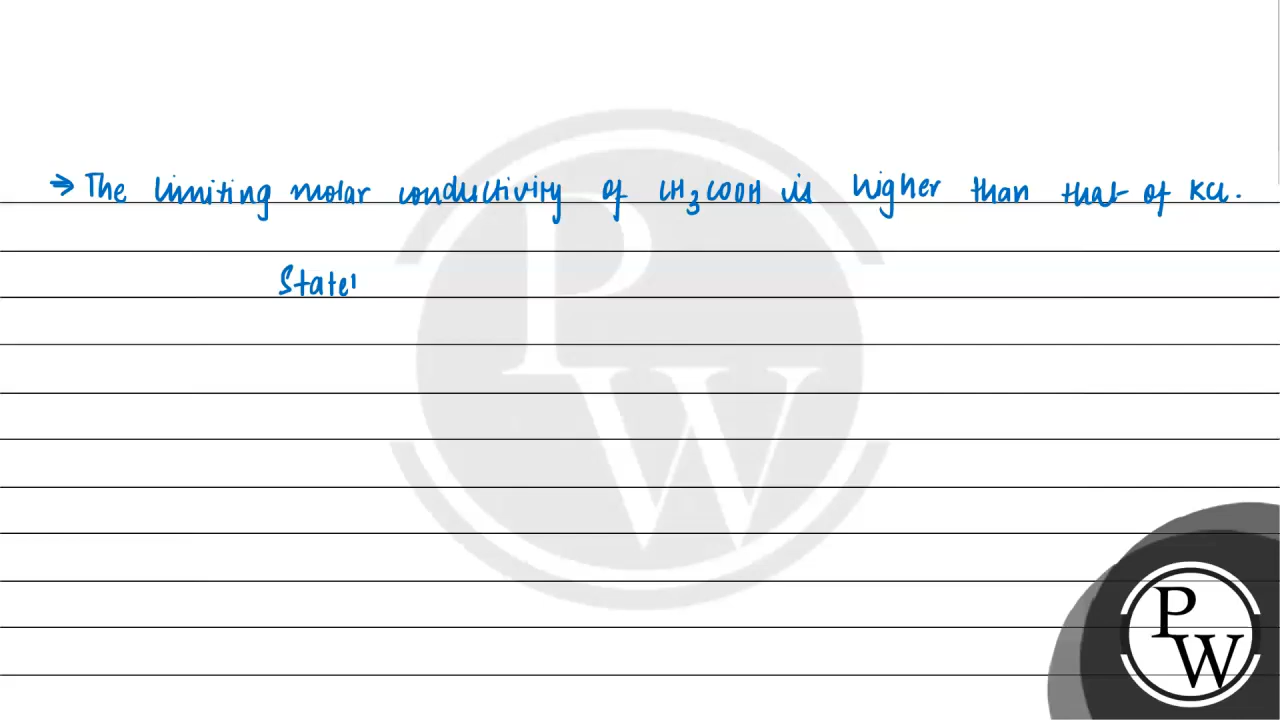 → The limiting molar conductivity of CH₃COOH is higher than that of KCl.
State
P
W
P
W